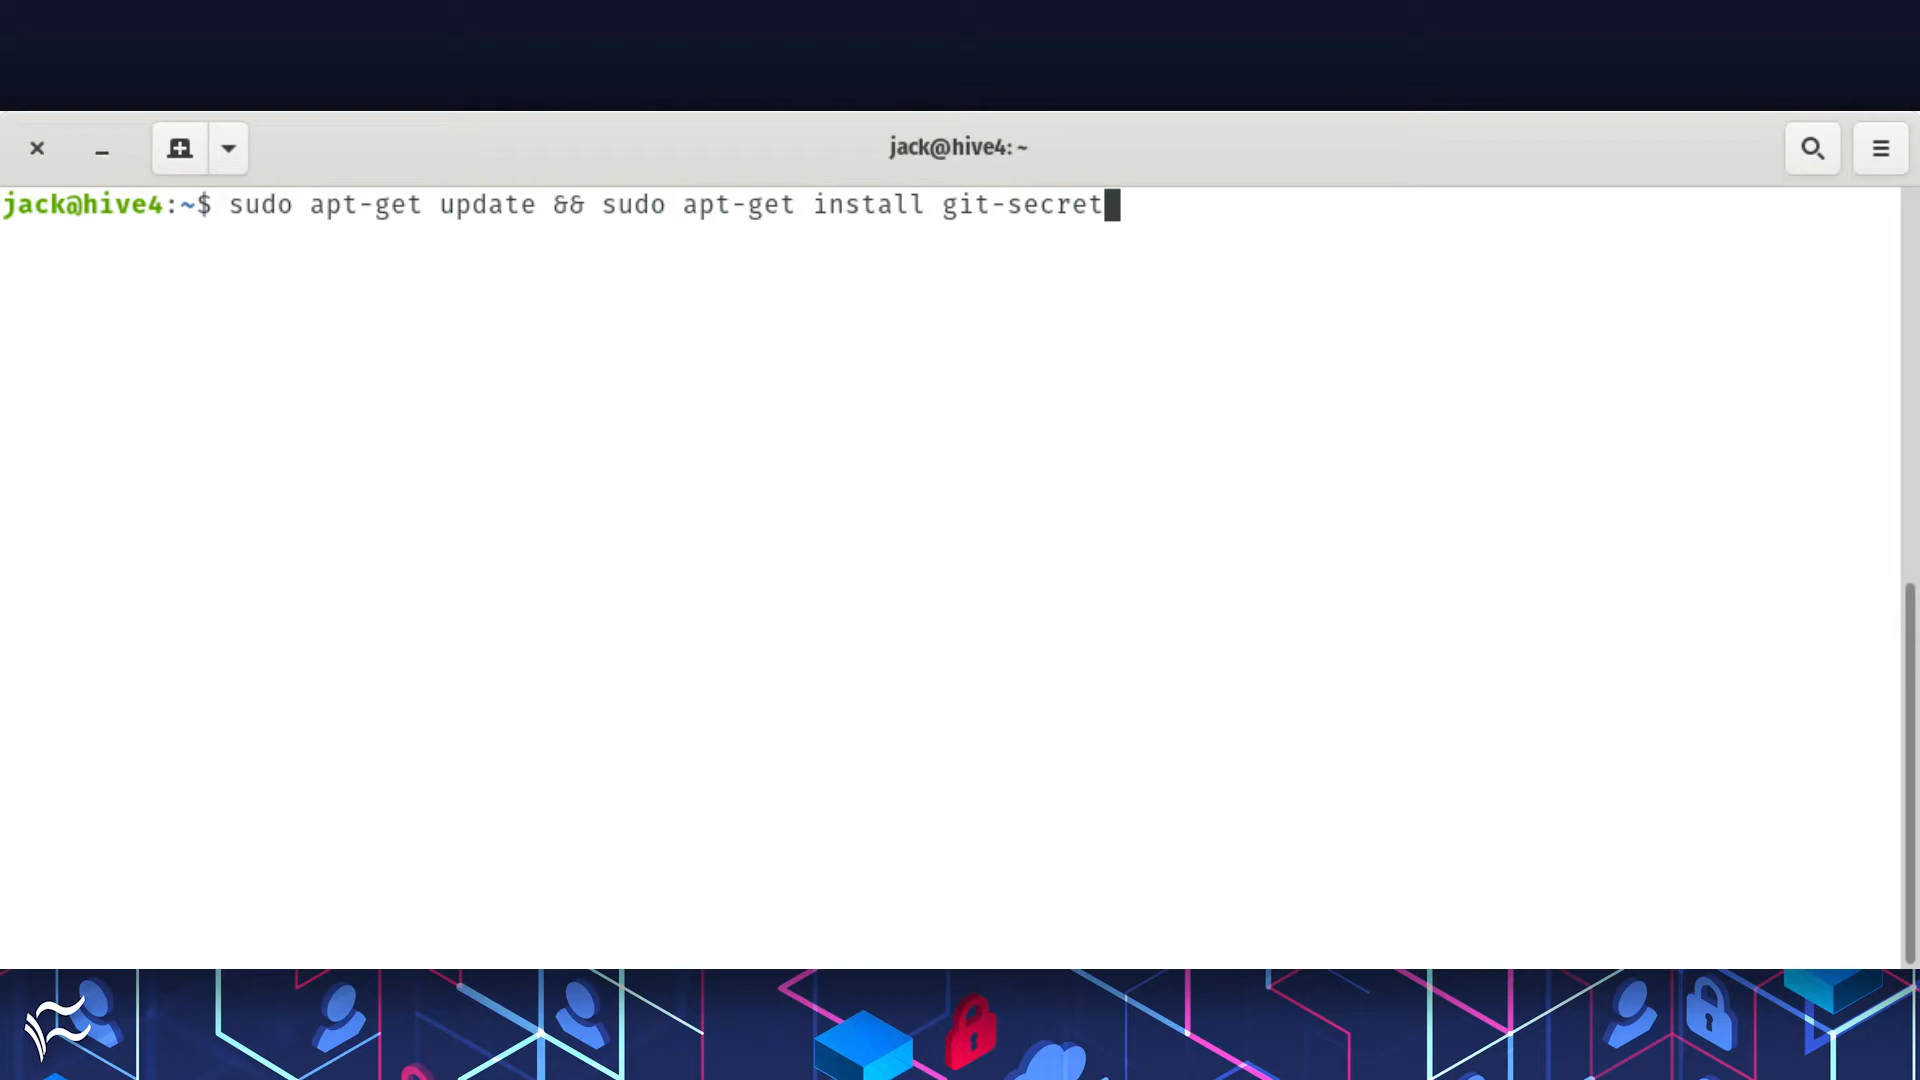 jack@hive4: ~
jack@hive4:~$ sudo apt-get update && sudo apt-get install git-secret